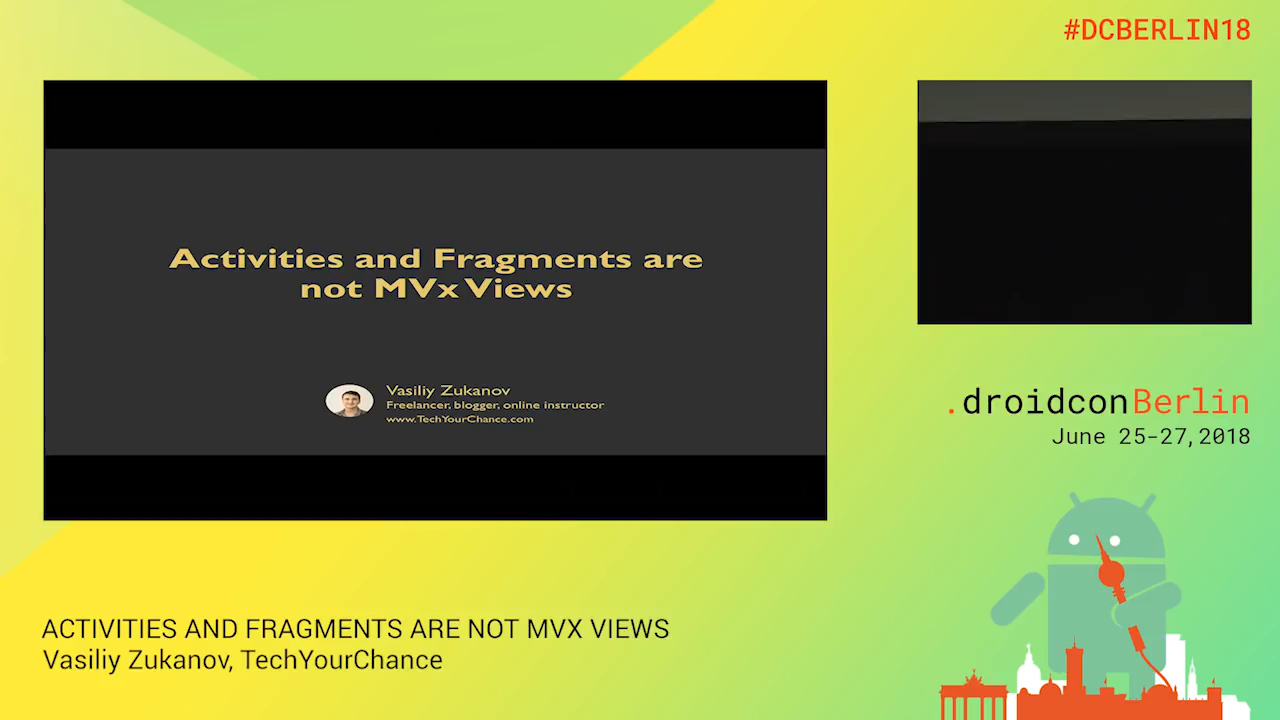 #DCBERLIN18
Activities and Fragments are
not MVx Views
Vasiliy Zukanov
Freelancer, blogger, online instructor
www.TechYourChance.com
.droidconBerlin
June 25-27,2018
ACTIVITIES AND FRAGMENTS ARE NOT MVX VIEWS
Vasiliy Zukanov, TechYourChance